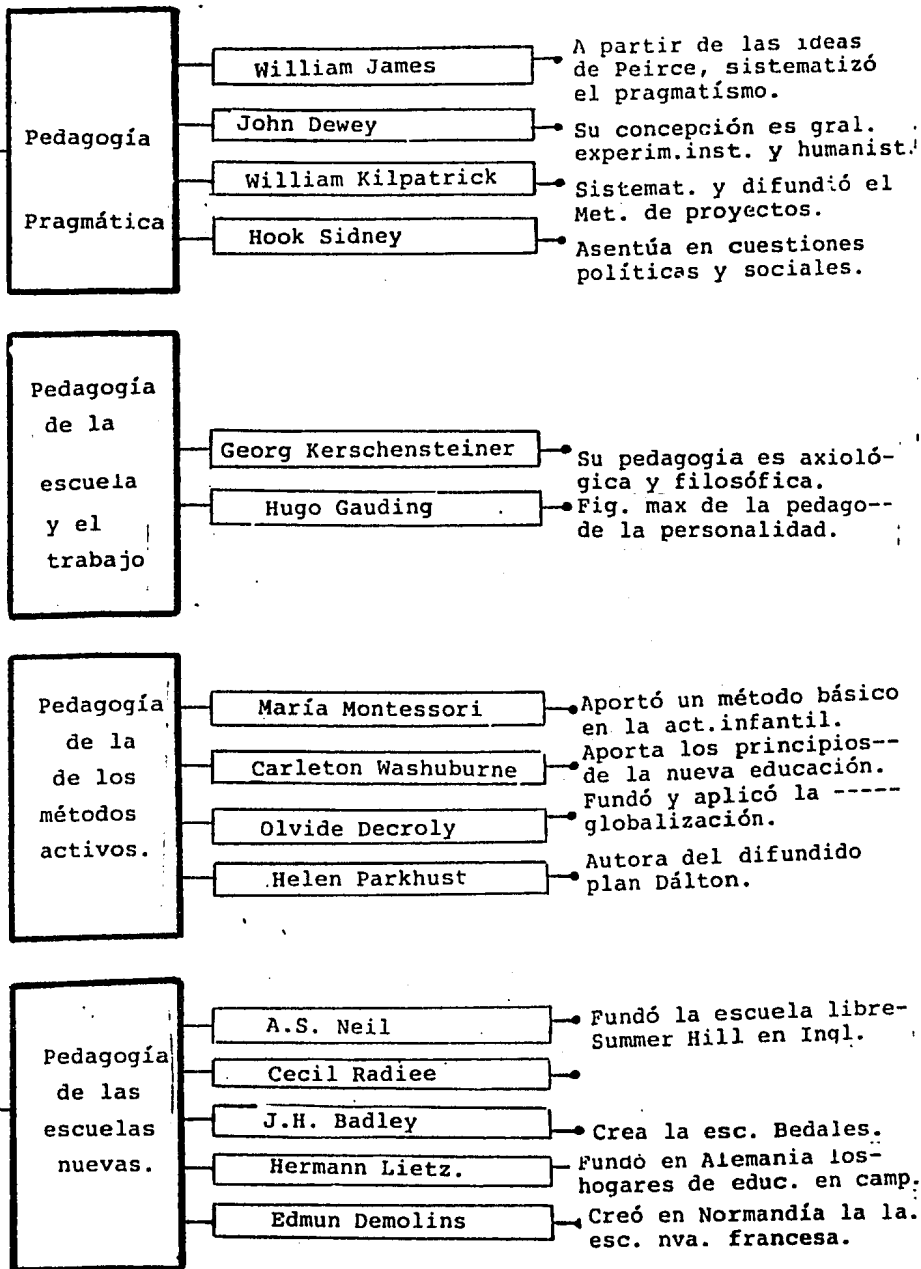 Pedagogía
Pragmática
William James
A partir de las ideas
de Peirce, sistematizó
el pragmatísmo.
John Dewey
Su concepción es gral.
experim.inst. y humanist.
William Kilpatrick
Sistemat. y difundió el
Met. de proyectos.
Hook Sidney
Asentúa en cuestiones
políticas y sociales.
Pedagogía
de la
escuela
y el
trabajo
Georg Kerschensteiner
Su pedagogia es axioló-
gica y filosófica.
Hugo Gauding
Fig. max de la pedago--
de la personalidad.
Pedagogía
de la
de los
métodos
activos.
María Montessori
Aportó un método básico
en la act.infantil.
Carleton Washuburne
Aporta los principios--
de la nueva educación.
Olvide Decroly
Fundó y aplicó la -----
globalización.
Helen Parkhust
Autora del difundido
plan Dálton.
Pedagogía
de las
escuelas
nuevas.
A.S. Neil
Fundó la escuela libre-
Summer Hill en Ingl.
Cecil Radiee
J.H. Badley
Crea la esc. Bedales.
Hermann Lietz.
Fundó en Alemania los-
hogares de educ. en camp.
Edmun Demolins
Creó en Normandía la la.
esc. nva. francesa.